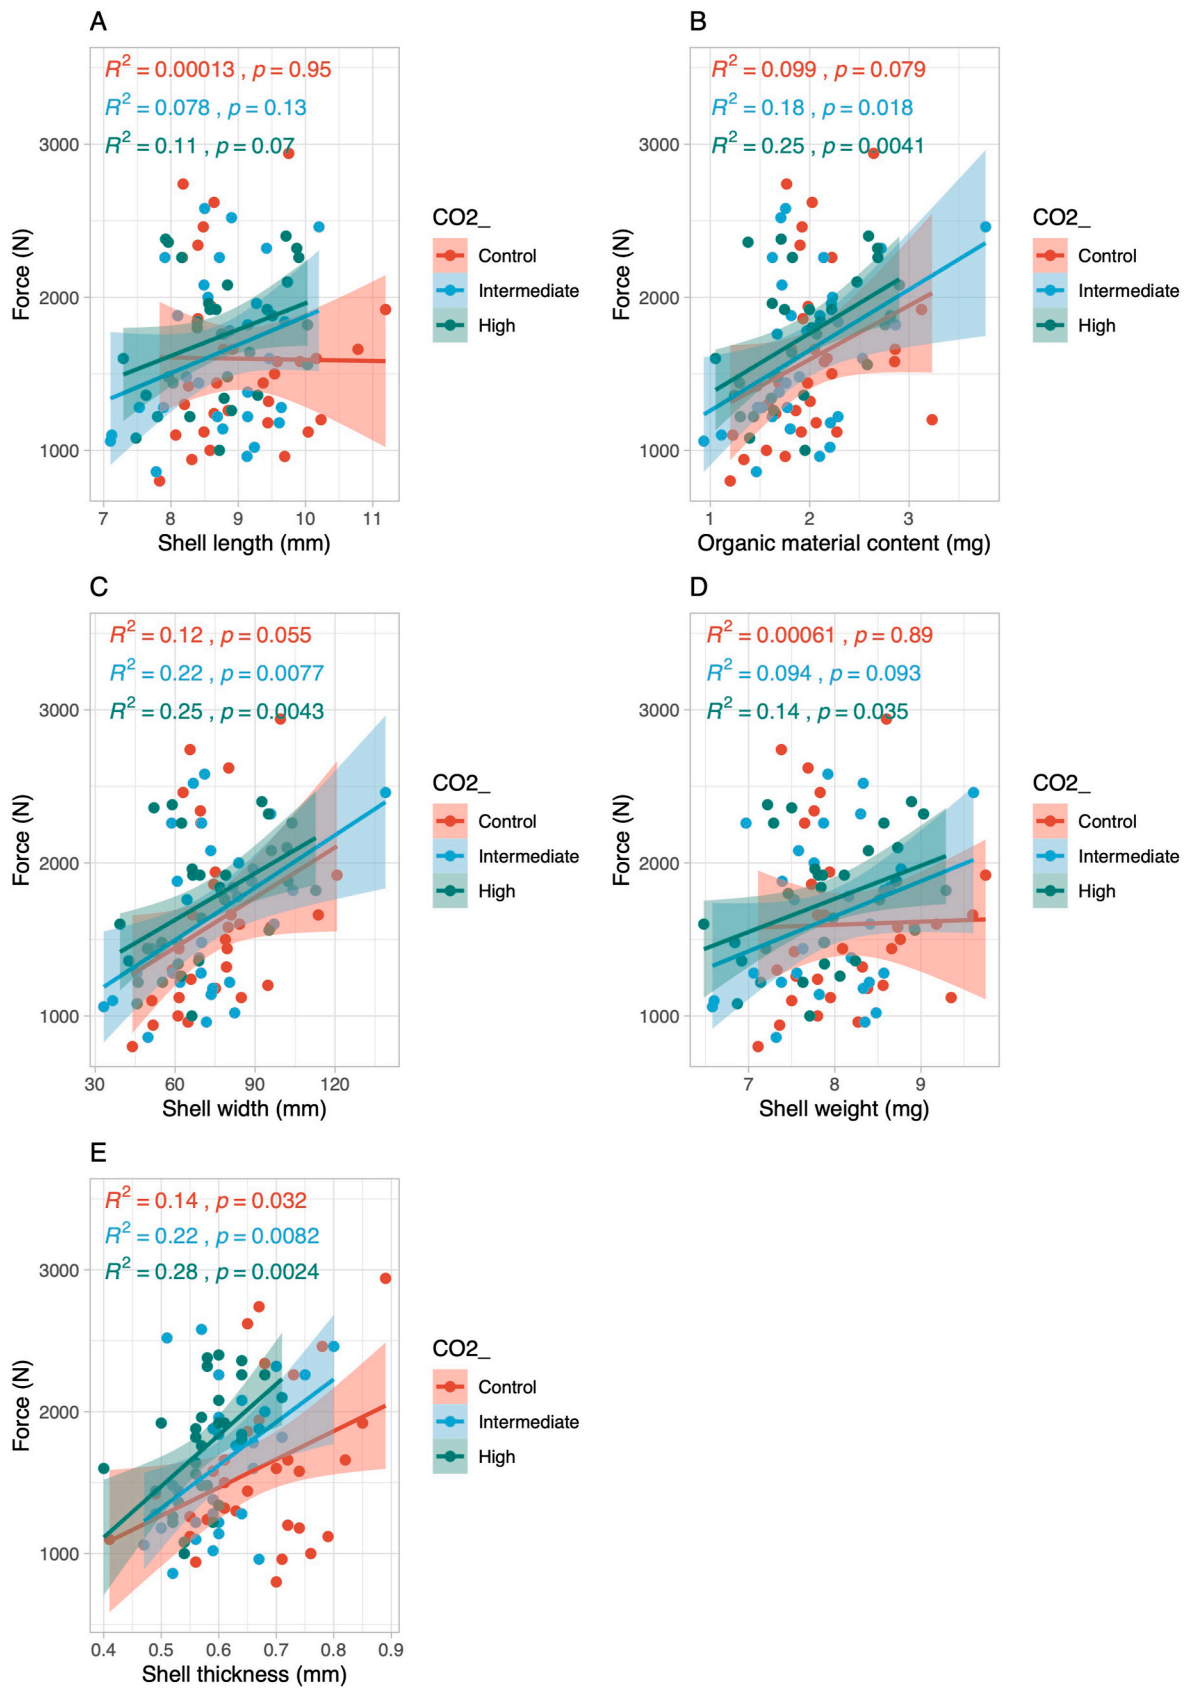 A
R² = 0.00013 , p = 0.95
R² = 0.078 , p = 0.13
R² = 0.11 , p = 0.07
3000
2000
1000
Force (N)
7 8 9 10 11
Shell length (mm)
CO2_
Control
Intermediate
High
B
R² = 0.099 , p = 0.079
R² = 0.18 , p = 0.018
R² = 0.25 , p = 0.0041
3000
2000
1000
Force (N)
1 2 3
Organic material content (mg)
CO2_
Control
Intermediate
High
C
R² = 0.12 , p = 0.055
R² = 0.22 , p = 0.0077
R² = 0.25 , p = 0.0043
3000
2000
1000
Force (N)
30 60 90 120
Shell width (mm)
CO2_
Control
Intermediate
High
D
R² = 0.00061 , p = 0.89
R² = 0.094 , p = 0.093
R² = 0.14 , p = 0.035
3000
2000
1000
Force (N)
7 8 9
Shell weight (mg)
CO2_
Control
Intermediate
High
E
R² = 0.14 , p = 0.032
R² = 0.22 , p = 0.0082
R² = 0.28 , p = 0.0024
3000
2000
1000
Force (N)
0.4 0.5 0.6 0.7 0.8 0.9
Shell thickness (mm)
CO2_
Control
Intermediate
High